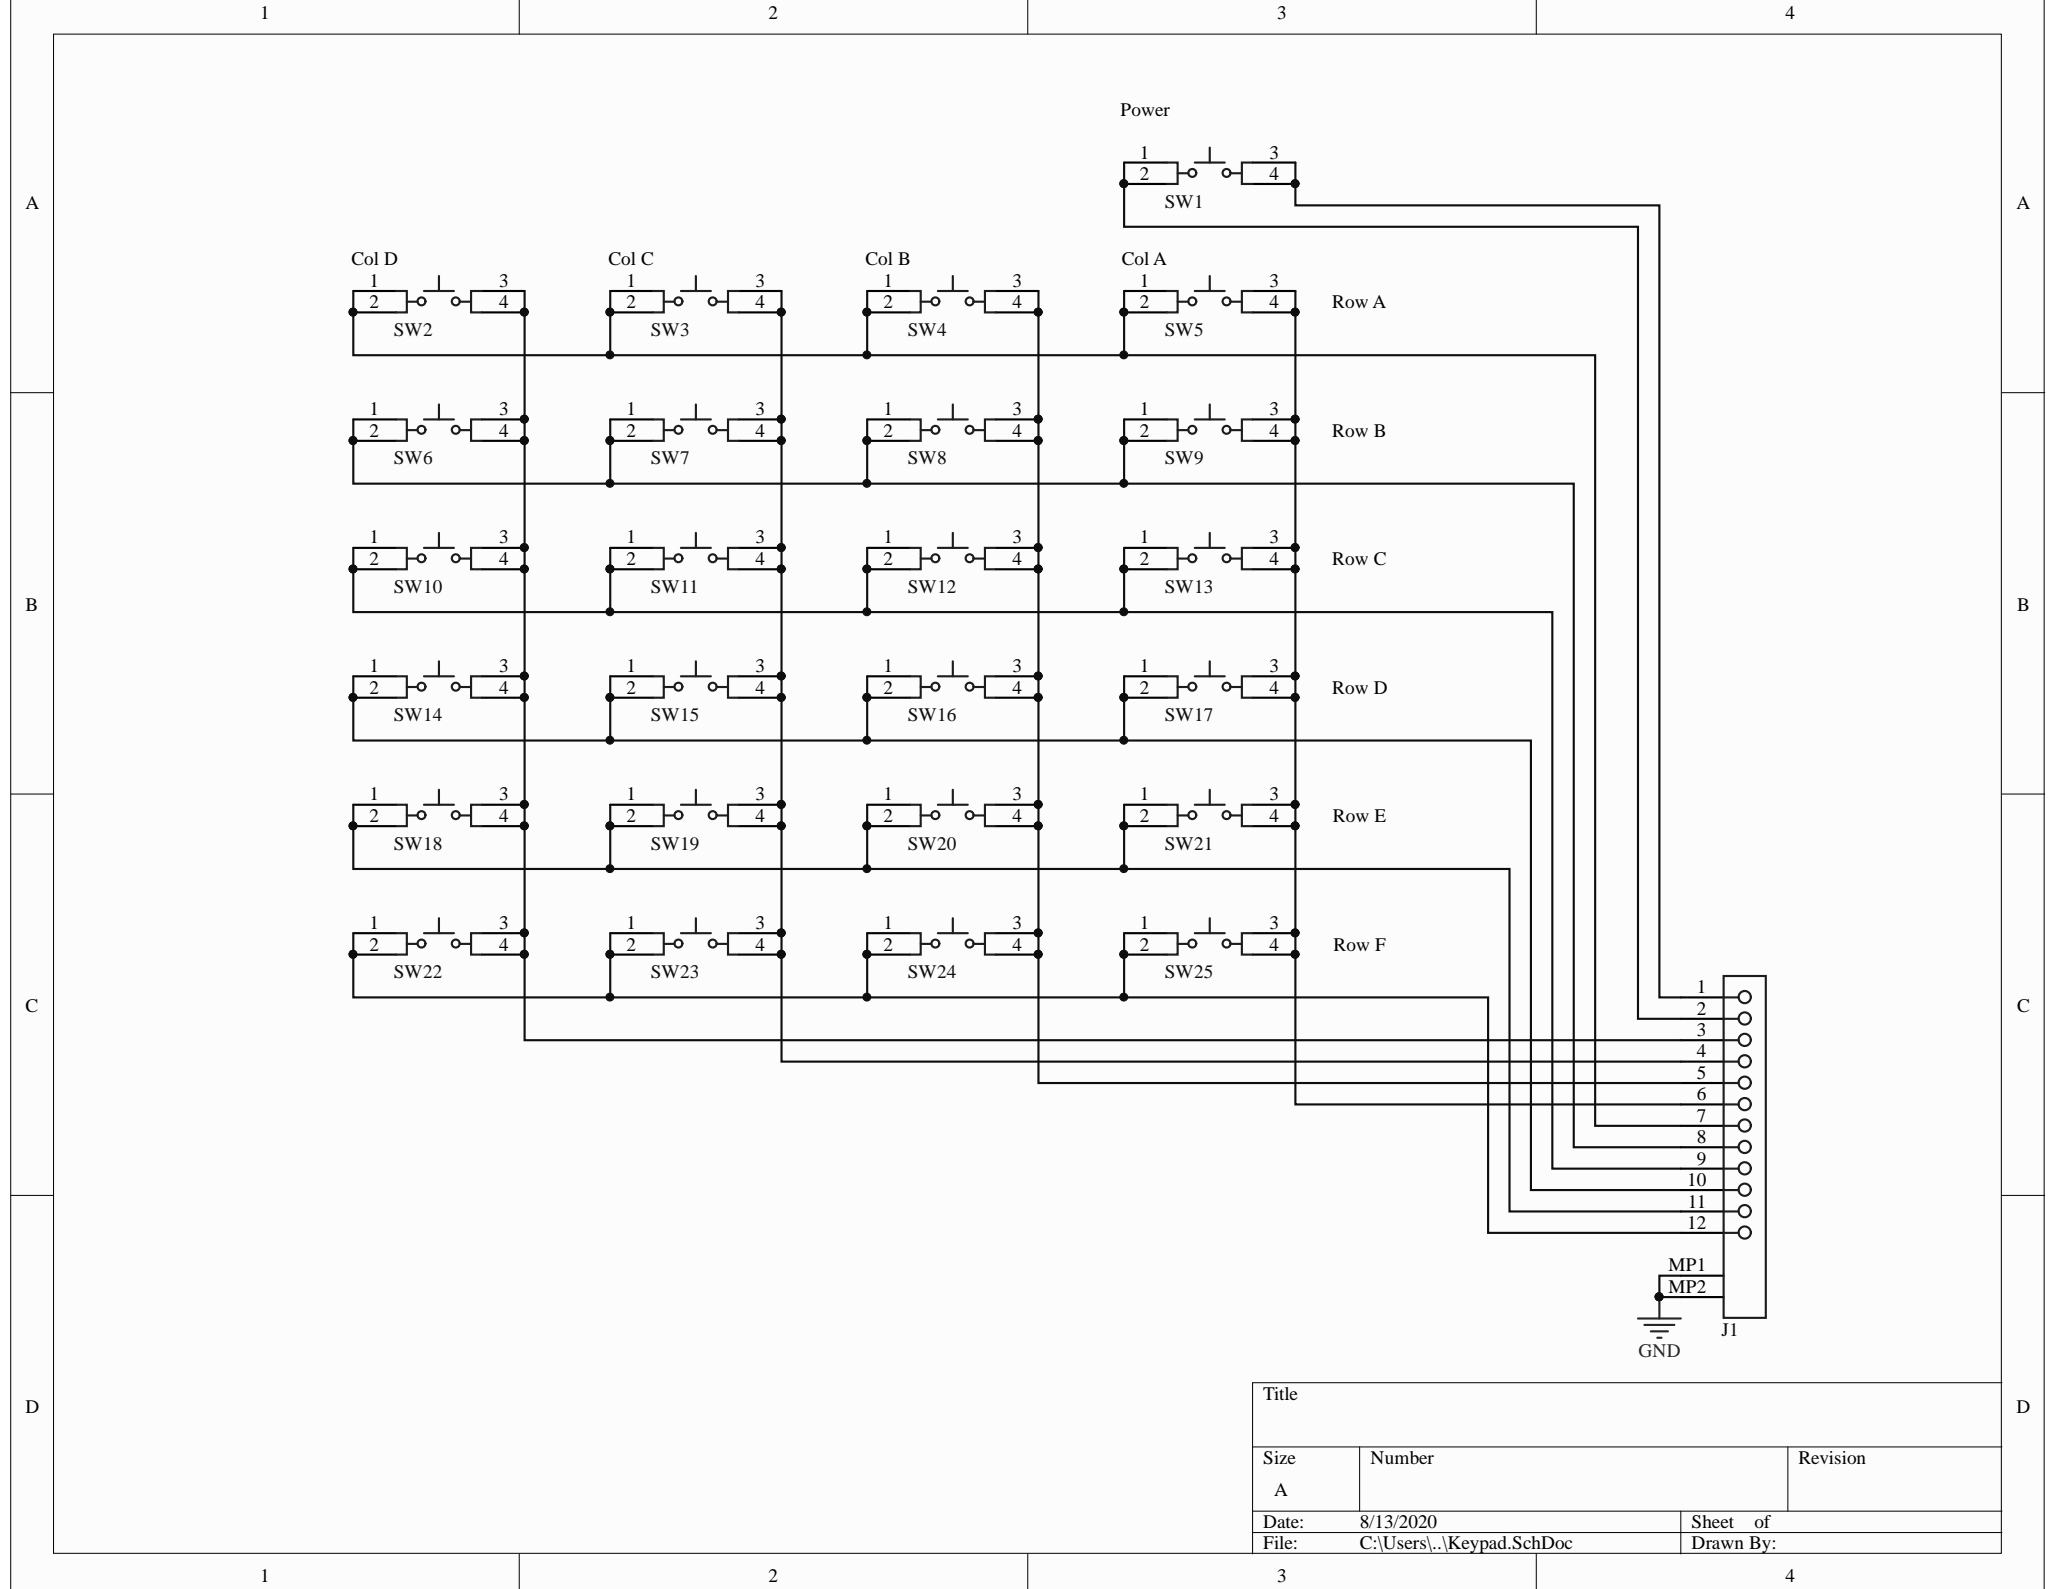 1 2 3 4
Power
1 3
2 4
A SW1 A
Col D Col C Col B Col A
1 3 1 3 1 3 1 3
2 4 2 4 2 4 2 4 Row A
SW2 SW3 SW4 SW5
1 3 1 3 1 3 1 3
2 4 2 4 2 4 2 4 Row B
SW6 SW7 SW8 SW9
1 3 1 3 1 3 1 3
2 4 2 4 2 4 2 4 Row C
SW10 SW11 SW12 SW13
B B
1 3 1 3 1 3 1 3
2 4 2 4 2 4 2 4 Row D
SW14 SW15 SW16 SW17
1 3 1 3 1 3 1 3
2 4 2 4 2 4 2 4 Row E
SW18 SW19 SW20 SW21
1 3 1 3 1 3 1 3
2 4 2 4 2 4 2 4 Row F
SW22 SW23 SW24 SW25
1
C 2 C
3
4
5
6
7
8
9
10
11
12
MP1
MP2
J1
GND
Title
D D
Size Number Revision
A
Date: 8/13/2020 Sheet of
File: C:\Users\..\Keypad.SchDoc Drawn By:
1 2 3 4